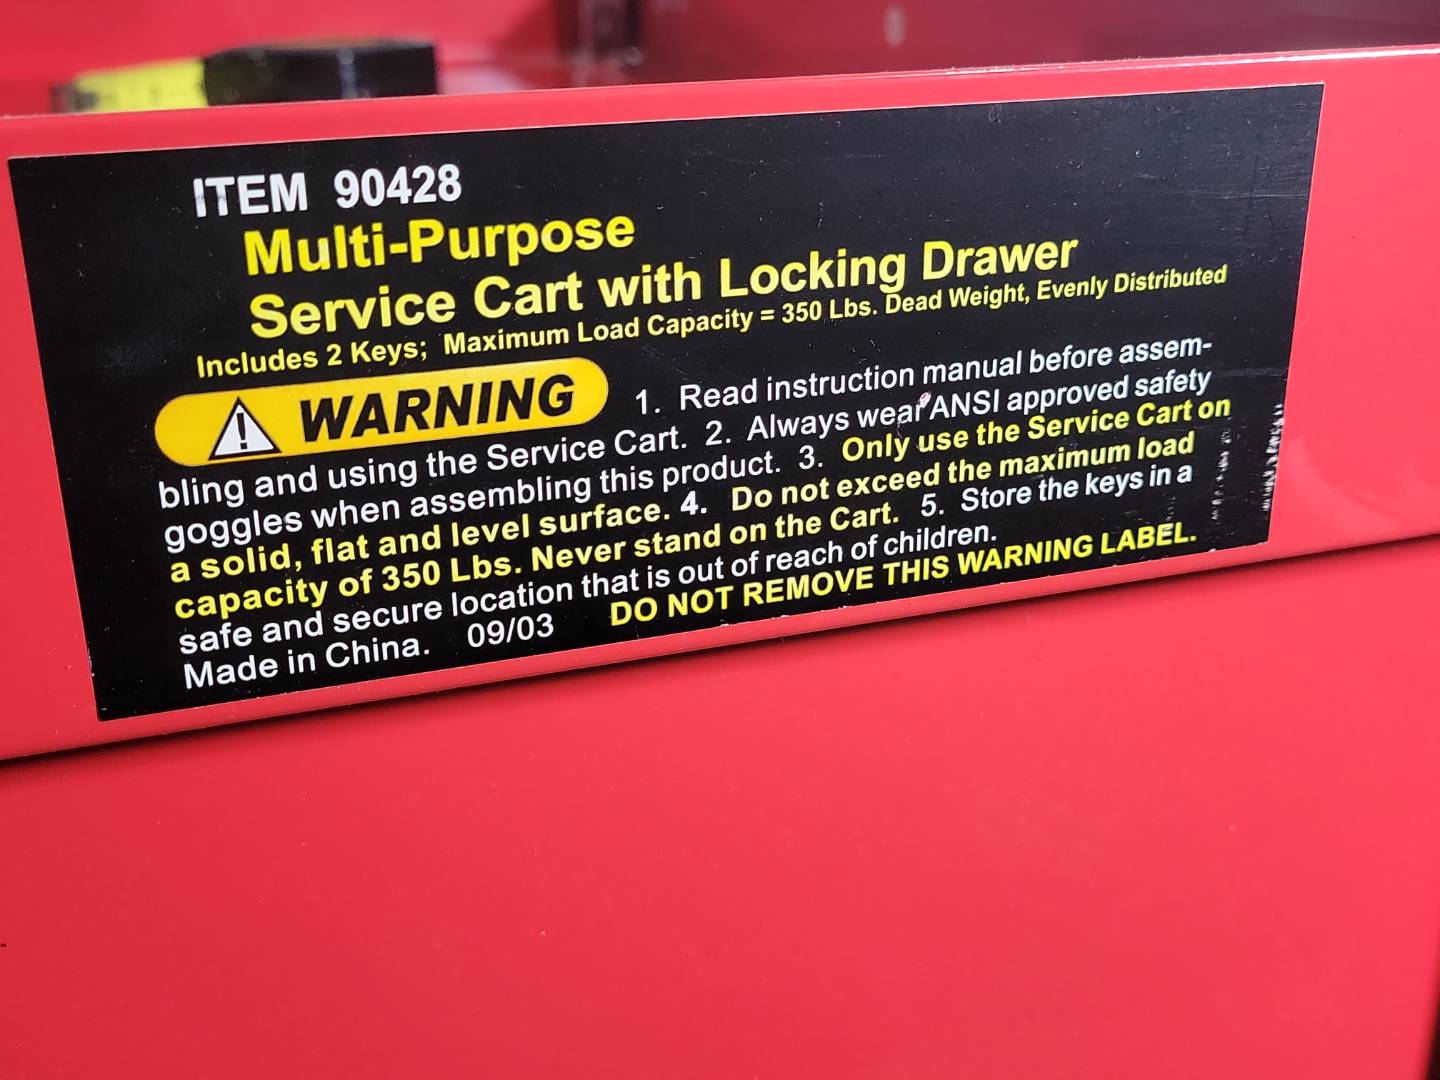 ITEM 90428
Multi-Purpose
Service Cart with Locking Drawer
Includes 2 Keys; Maximum Load Capacity = 350 Lbs. Dead Weight, Evenly Distributed
WARNING 1. Read instruction manual before assem-
bling and using the Service Cart. 2. Always wear ANSI approved safety
goggles when assembling this product. 3. Only use the Service Cart on
a solid, flat and level surface. 4. Do not exceed the maximum load
capacity of 350 Lbs. Never stand on the Cart. 5. Store the keys in a
safe and secure location that is out of reach of children.
Made in China. 09/03 DO NOT REMOVE THIS WARNING LABEL.